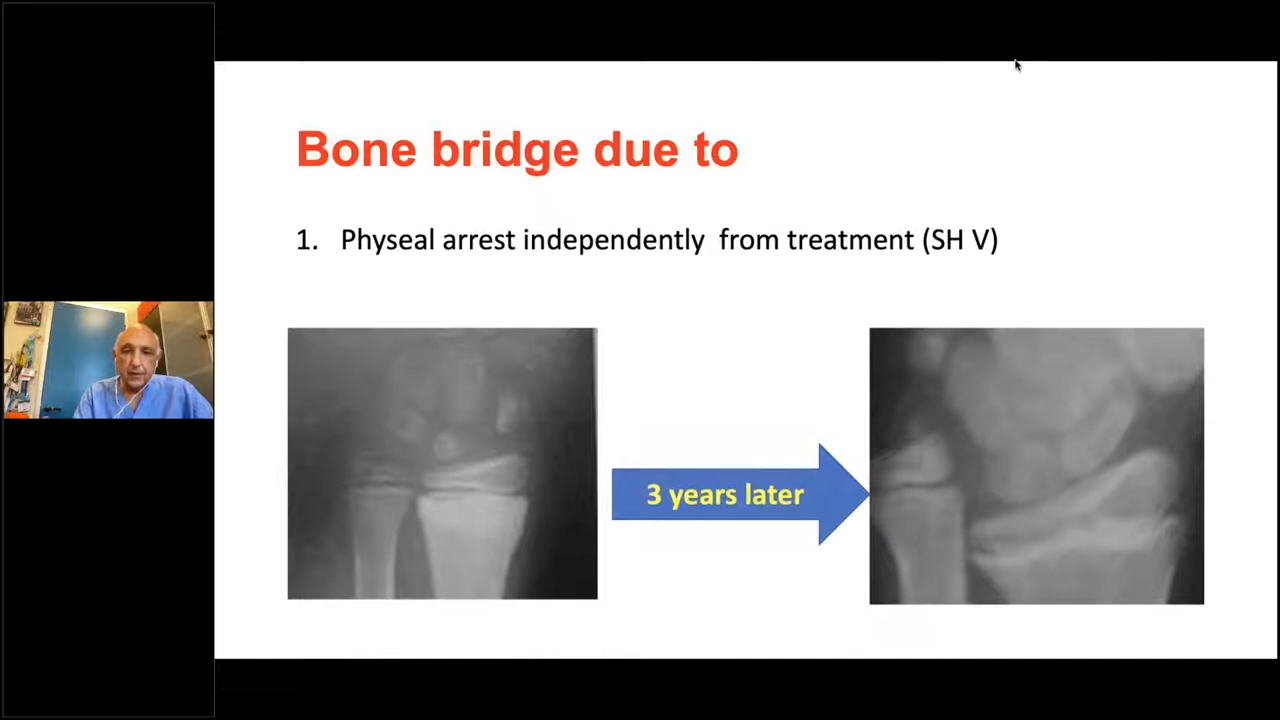 Bone bridge due to
1. Physeal arrest independently from treatment (SH V)
3 years later